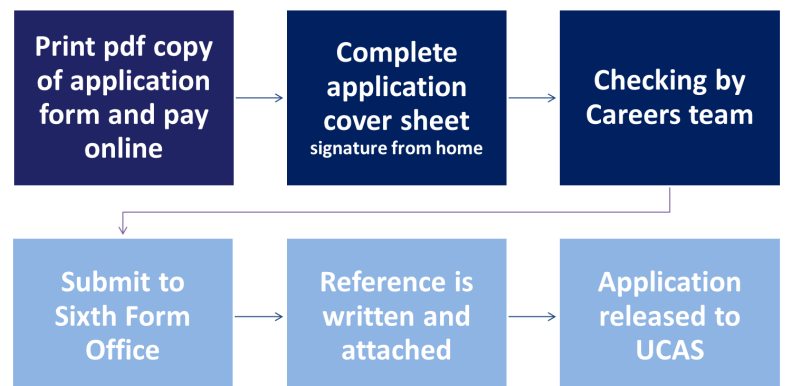 Print pdf copy
of application
form and pay
online
Complete
application
cover sheet
signature from home
Checking by
Careers team
Submit to
Sixth Form
Office
Reference is
written and
attached
Application
released to
UCAS